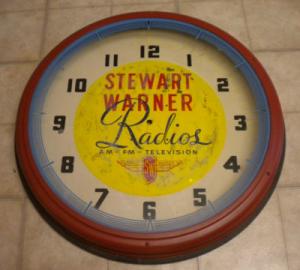 12
11 1
STEWART
10 2
WARNER
Radios
9 3
AM-FM-TELEVISION
8 4
7 5
6